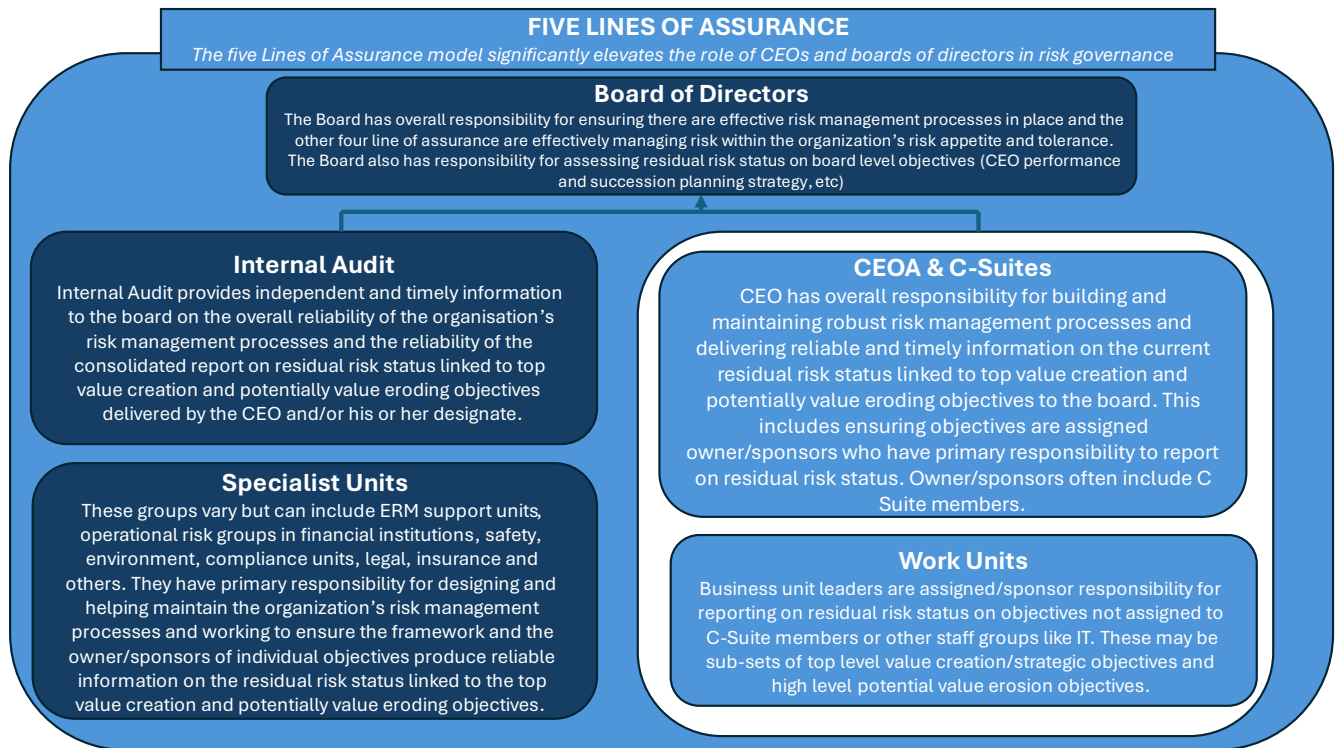 FIVE LINES OF ASSURANCE
The five Lines of Assurance model significantly elevates the role of CEOs and boards of directors in risk governance
Board of Directors
The Board has overall responsibility for ensuring there are effective risk management processes in place and the
other four line of assurance are effectively managing risk within the organization's risk appetite and tolerance.
The Board also has responsibility for assessing residual risk status on board level objectives (CEO performance
and succession planning strategy, etc)
Internal Audit
Internal Audit provides independent and timely information
to the board on the overall reliability of the organisation's
risk management processes and the reliability of the
consolidated report on residual risk status linked to top
value creation and potentially value eroding objectives
delivered by the CEO and/or his or her designate.
CEOA & C-Suites
CEO has overall responsibility for building and
maintaining robust risk management processes and
delivering reliable and timely information on the current
residual risk status linked to top value creation and
potentially value eroding objectives to the board. This
includes ensuring objectives are assigned
owner/sponsors who have primary responsibility to report
on residual risk status. Owner/sponsors often include C
Suite members.
Specialist Units
These groups vary but can include ERM support units,
operational risk groups in financial institutions, safety,
environment, compliance units, legal, insurance and
others. They have primary responsibility for designing and
helping maintain the organization's risk management
processes and working to ensure the framework and the
owner/sponsors of individual objectives produce reliable
information on the residual risk status linked to the top
value creation and potentially value eroding objectives.
Work Units
Business unit leaders are assigned/sponsor responsibility for
reporting on residual risk status on objectives not assigned to
C-Suite members or other staff groups like IT. These may be
sub-sets of top level value creation/strategic objectives and
high level potential value erosion objectives.